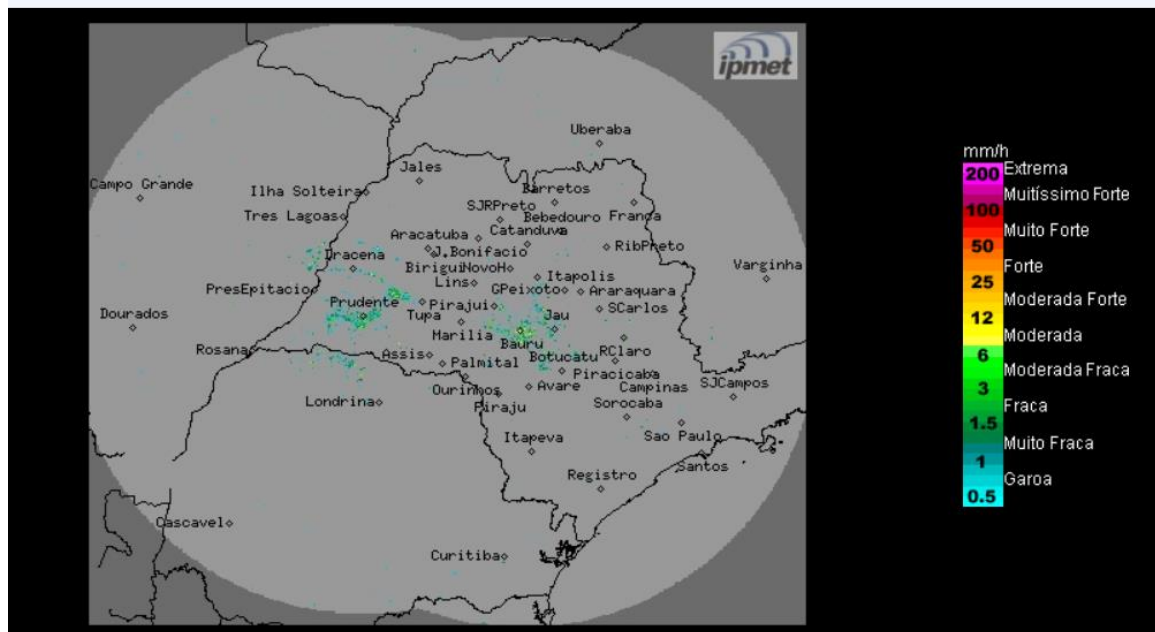 ipmet
Uberaba
Jales
Campo Grande
Ilha Solteira
Barretos
SJRPreto
Tres Lagoas
Bebedouro
Franca
Catanduva
Aracatuba
J.Bonifacio
RibPreto
Dracena
Birigui
NovoH
Varginha
Itapolis
Lins
PresEpitacio
GPeixoto
Araraquara
Prudente
Pirajui
Dourados
Tupa
Jau
SCarlos
Marilia
Bauru
Rosana
Assis
Botucatu
RClaro
Palmital
Piracicaba
Ourinhos
Avare
Campinas
SJCampos
Londrina
Piraju
Sorocaba
Itapeva
Sao Paulo
Registro
Santos
Cascavel
Curitiba
mm/h
200 Extrema
Muitíssimo Forte
100
Muito Forte
50
Forte
25
Moderada Forte
12
Moderada
6
Moderada Fraca
3
Fraca
1.5
Muito Fraca
1
Garoa
0.5